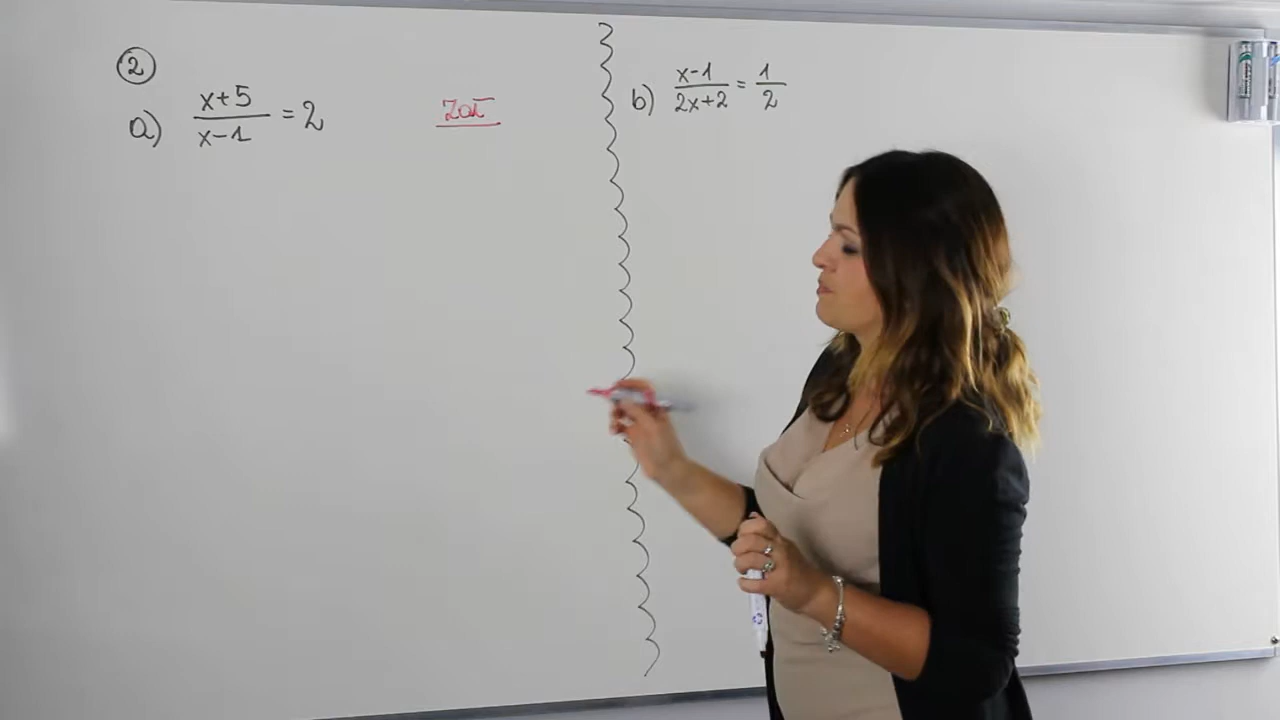 2
a) x+5/x-1 = 2
Zał
b) x-1/2x+2 = 1/2